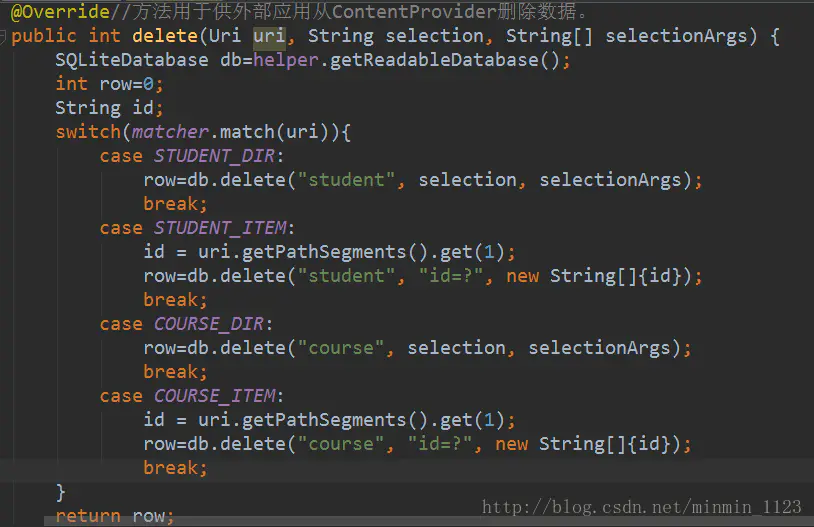 @Override//方法用于供外部应用从ContentProvider删除数据。
public int delete(Uri uri, String selection, String[] selectionArgs) {
SQLiteDatabase db=helper.getReadableDatabase();
int row=0;
String id;
switch(matcher.match(uri)){
case STUDENT_DIR:
row=db.delete("student", selection, selectionArgs);
break;
case STUDENT_ITEM:
id = uri.getPathSegments().get(1);
row=db.delete("student", "id=?", new String[]{id});
break;
case COURSE_DIR:
row=db.delete("course", selection, selectionArgs);
break;
case COURSE_ITEM:
id = uri.getPathSegments().get(1);
row=db.delete("course", "id=?", new String[]{id});
break;
}
return row;
http://blog.csdn.net/minmin_1123